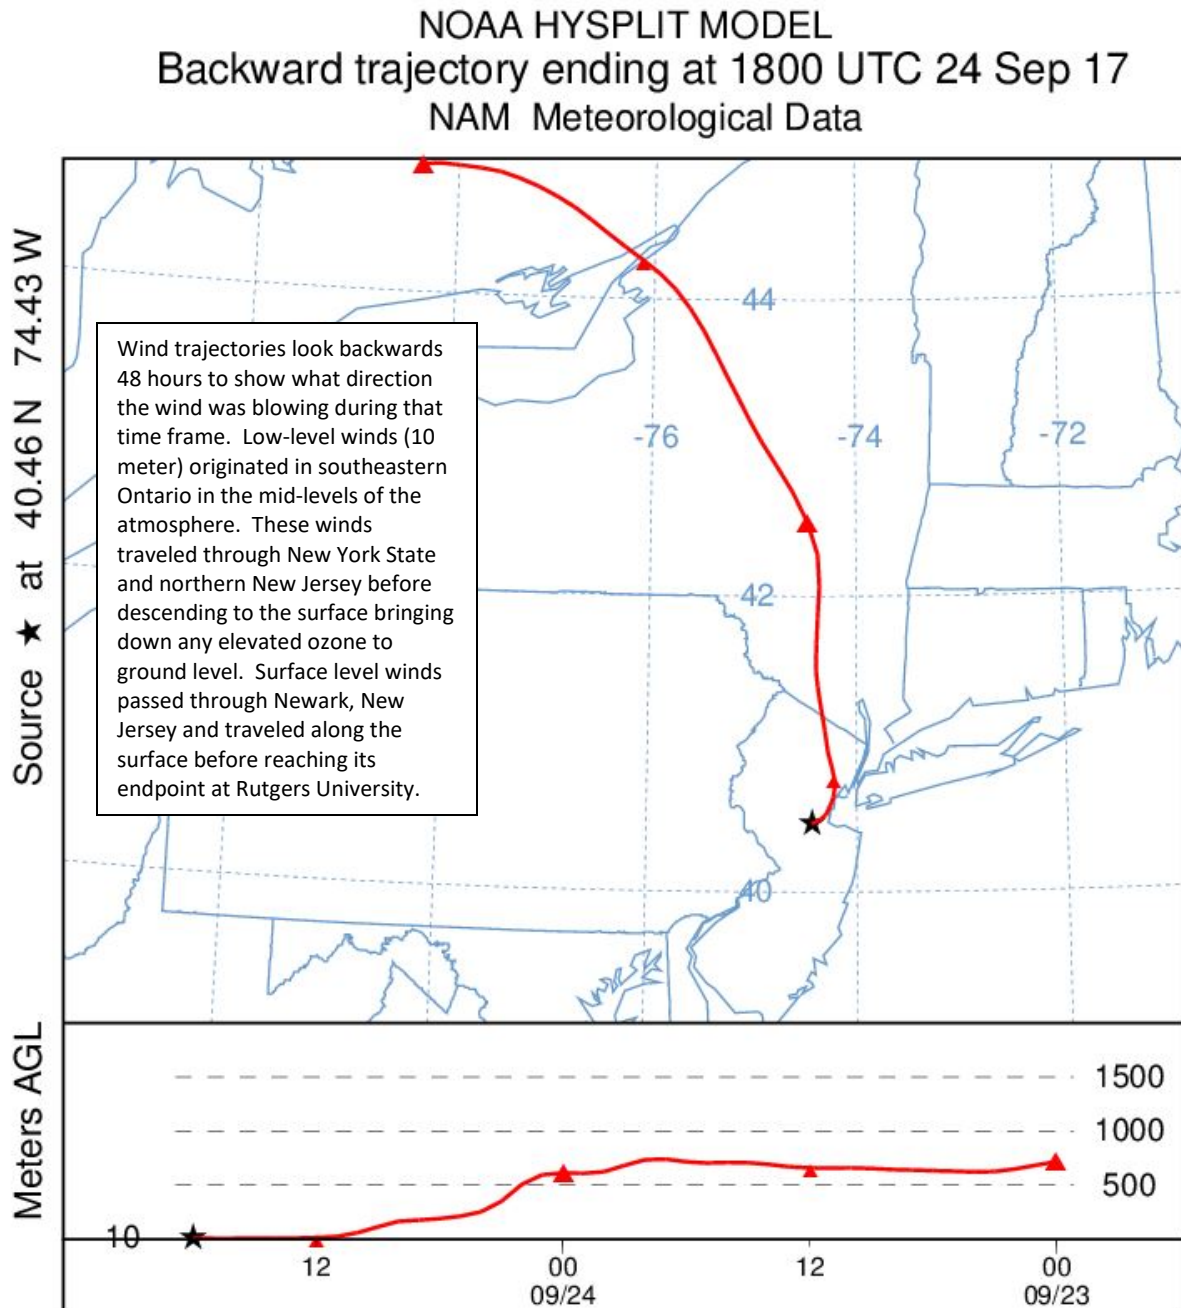 NOAA HYSPLIT MODEL
Backward trajectory ending at 1800 UTC 24 Sep 17
NAM Meteorological Data
Source ★ at 40.46 N 74.43 W
44
-76
-74
-72
42
40
Wind trajectories look backwards
48 hours to show what direction
the wind was blowing during that
time frame. Low-level winds (10
meter) originated in southeastern
Ontario in the mid-levels of the
atmosphere. These winds
traveled through New York State
and northern New Jersey before
descending to the surface bringing
down any elevated ozone to
ground level. Surface level winds
passed through Newark, New
Jersey and traveled along the
surface before reaching its
endpoint at Rutgers University.
Meters AGL
1500
1000
500
10
12 00 12 00
09/24 09/23